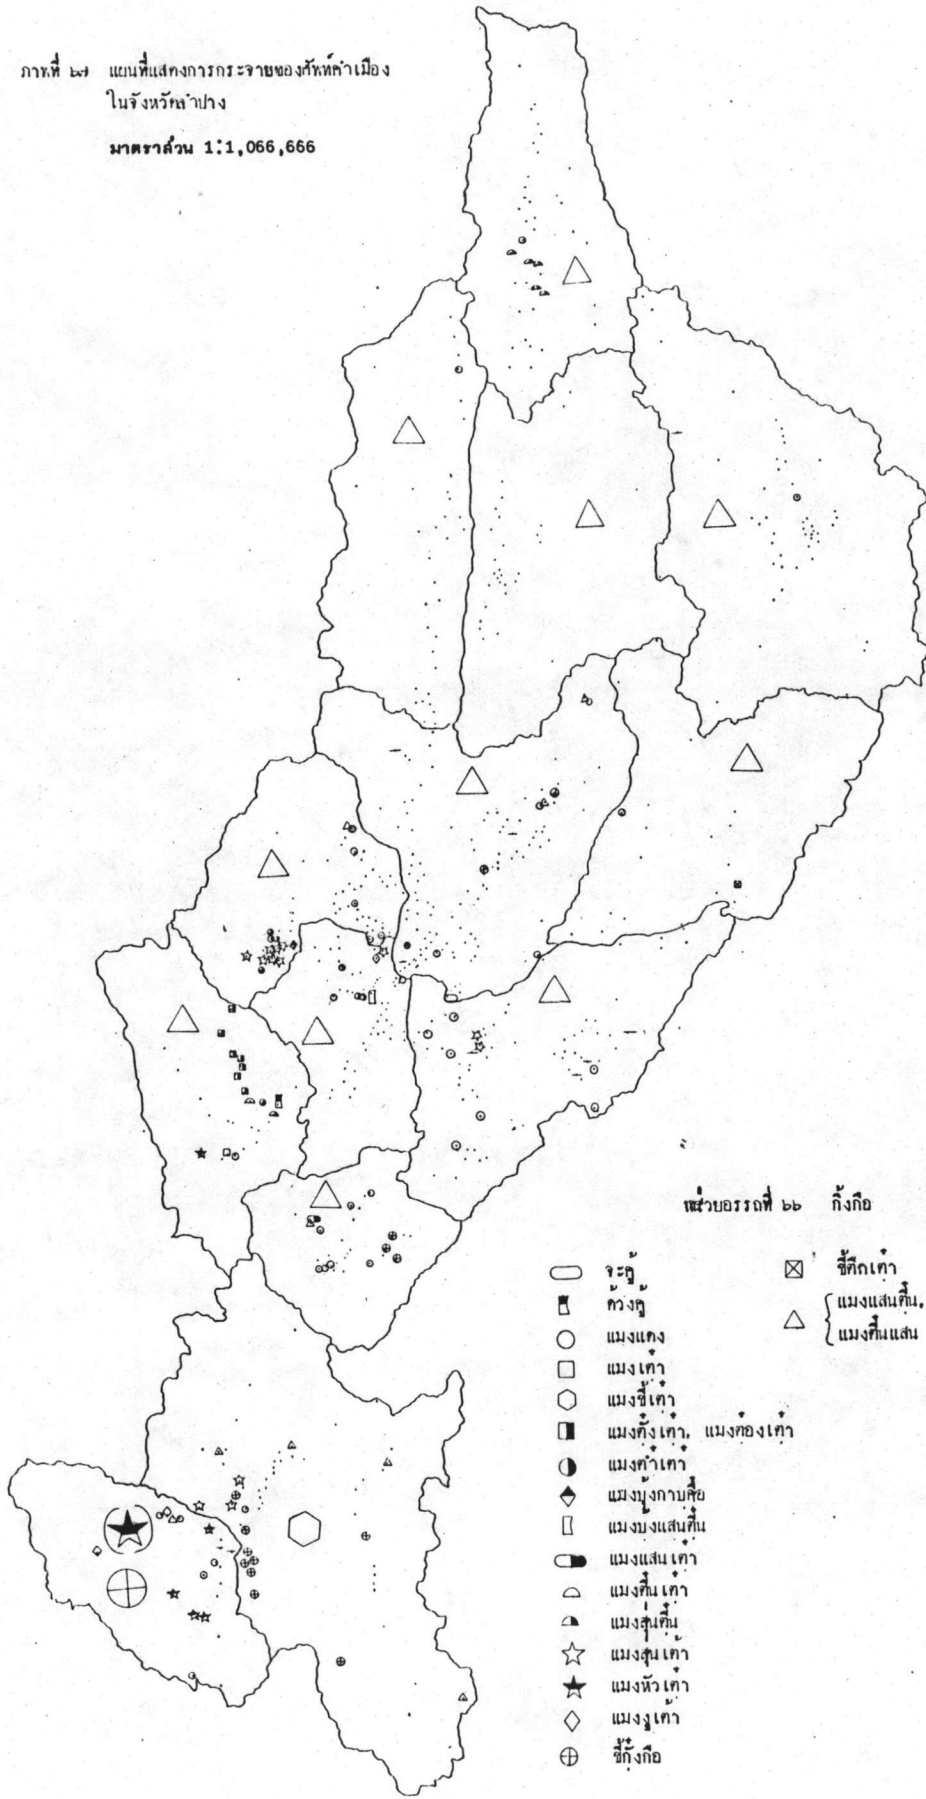 ภาพที่ ๖๗ แผนที่แสดงการกระจายของศัพท์คำเมือง
ในจังหวัดลำปาง
มาตราส่วน 1:1,066,666
หน่วยอรรถที่ ๖๖ กิ้งกือ
จะคู้
ด้วงคู้
แมงแดง
แมงเต๊า
แมงขี้เต๊า
แมงตั้งเต๊า, แมงต๊องเต๊า
แมงต๋ำเต๊า
แมงบุ้งกาบคีย
แมงบ้งแสนตี๋น
แมงแสนเต๊า
แมงตี๋นเต๊า
แมงสุ่นตี๋น
แมงสุ่นเต๊า
แมงหัวเต๊า
แมงงูเต๊า
ขี้กิ้งกือ
ขี้ตึกเต๊า
แมงแสนตี๋น,
แมงตี๋นแสน